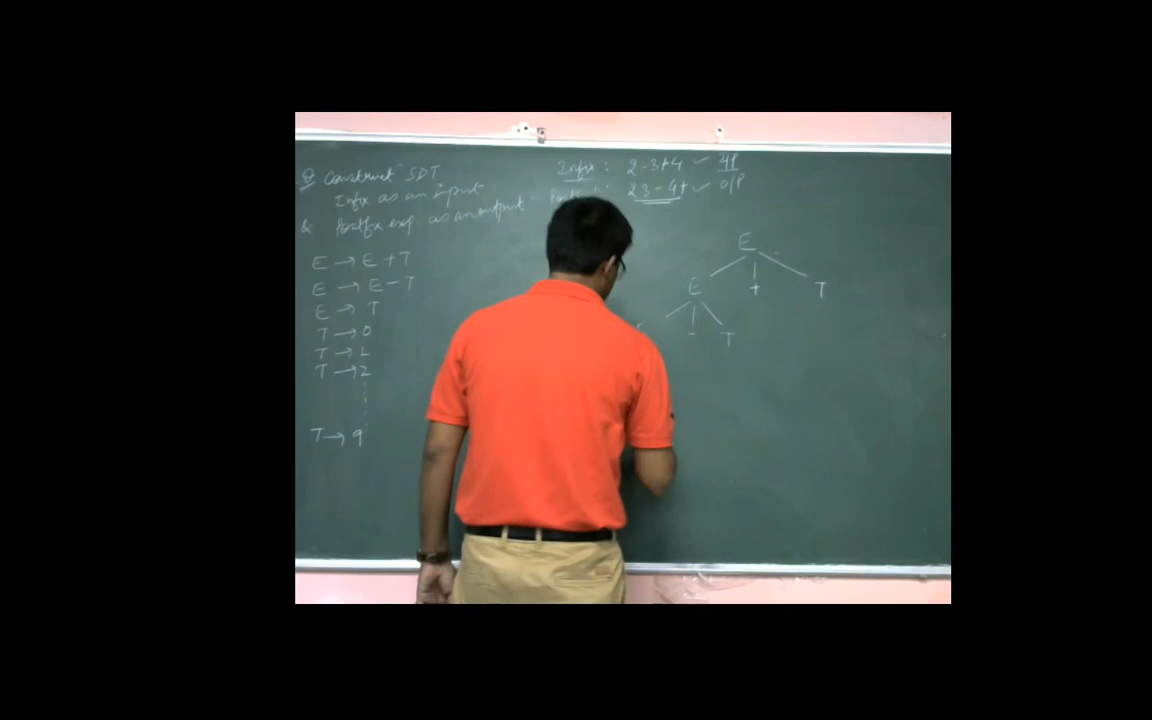 Q Construct SDT
Infix as an input
& Postfix exp as an output
E → E + T
E → E - T
E → T
T → 0
T → 1
T → 2
T → 9
Infix : 2-3+4 ✓ I/P
: 23-4+ ✓ O/P
E
E + T
- T